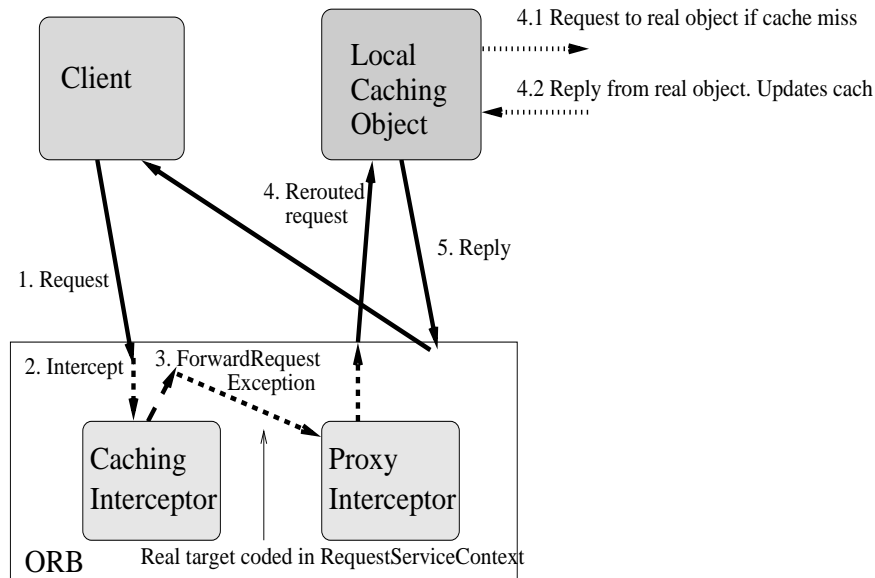 4.1 Request to real object if cache miss
Client
Local
Caching
Object
4.2 Reply from real object. Updates cach
4. Rerouted
request
5. Reply
1. Request
2. Intercept
3. ForwardRequest
Exception
Caching
Interceptor
Proxy
Interceptor
Real target coded in RequestServiceContext
ORB